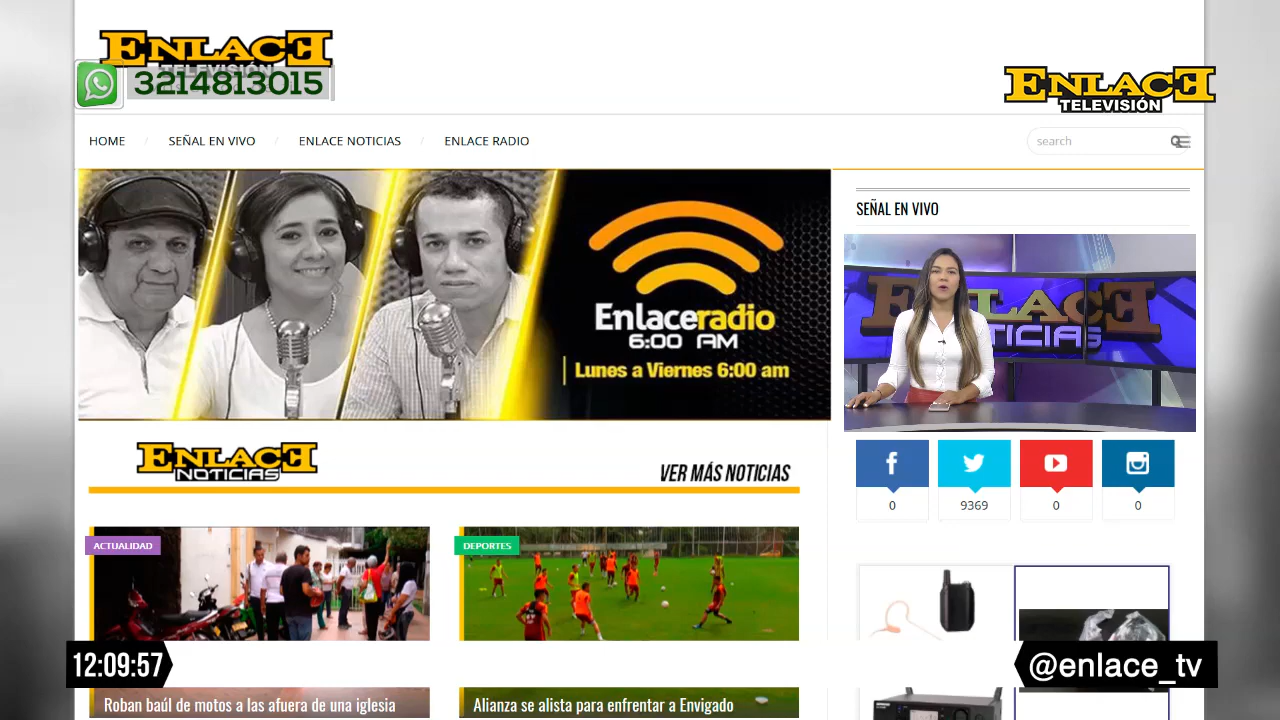 ENLACE
TELEVISIÓN
3214813015
ENLACE
TELEVISIÓN
HOME / SEÑAL EN VIVO / ENLACE NOTICIAS / ENLACE RADIO
search
SEÑAL EN VIVO
Enlaceradio
6:00 AM
Lunes a Viernes 6:00 am
ENLACE
NOTICIAS
ENLACE
NOTICIAS
VER MÁS NOTICIAS
0
9369
0
0
ACTUALIDAD
DEPORTES
12:09:57
@enlace_tv
Roban baúl de motos a las afuera de una iglesia
Alianza se alista para enfrentar a Envigado